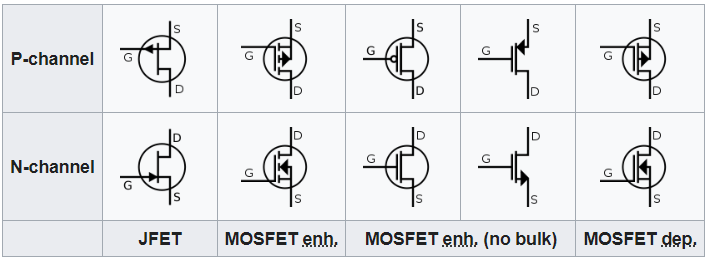 P-channel G S D G S D G S D G S D G S D
N-channel G D S G D S G D S G D S G D S
JFET MOSFET enh. MOSFET enh. (no bulk) MOSFET dep.